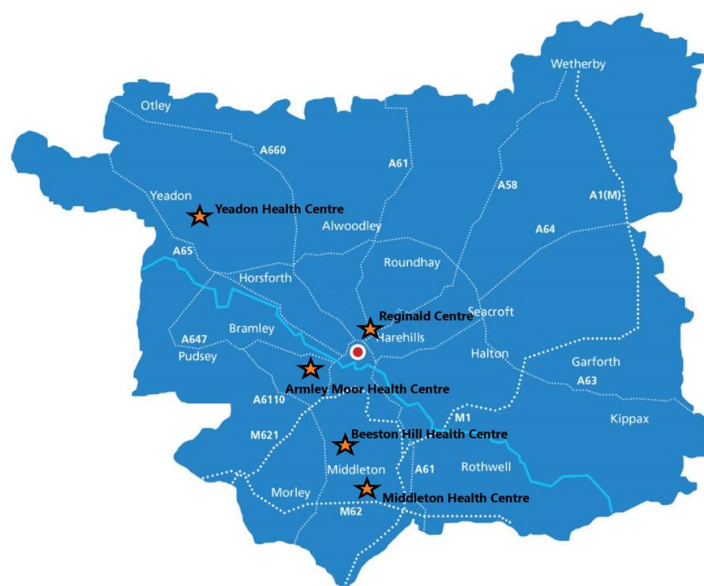 Wetherby
Otley
A660
A61
A58
A1(M)
Yeadon
Yeadon Health Centre
Alwoodley
A64
A65
Roundhay
Horsforth
Seacroft
Reginald Centre
Bramley
Harehills
A647
Pudsey
Halton
Garforth
Armley Moor Health Centre
A63
A6110
M1
Kippax
M621
Beeston Hill Health Centre
Middleton
A61
Rothwell
Morley
Middleton Health Centre
M62